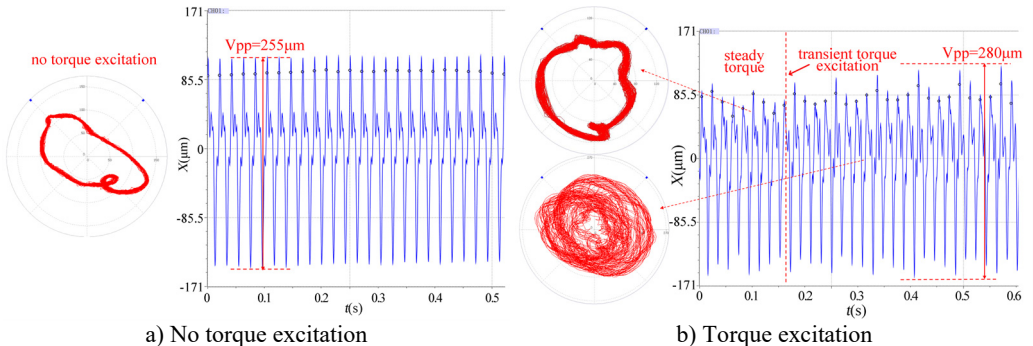 CH01:
171
Vpp=255μm
no torque excitation
85.5
X(μm)
0
-85.5
-171
0
0.1
0.2
0.3
0.4
0.5
t(s)
a) No torque excitation
CH01:
171
steady
torque
transient torque
excitation
Vpp=280μm
85.5
X(μm)
0
-85.5
-171
0
0.1
0.2
0.3
0.4
0.5
0.6
t(s)
b) Torque excitation